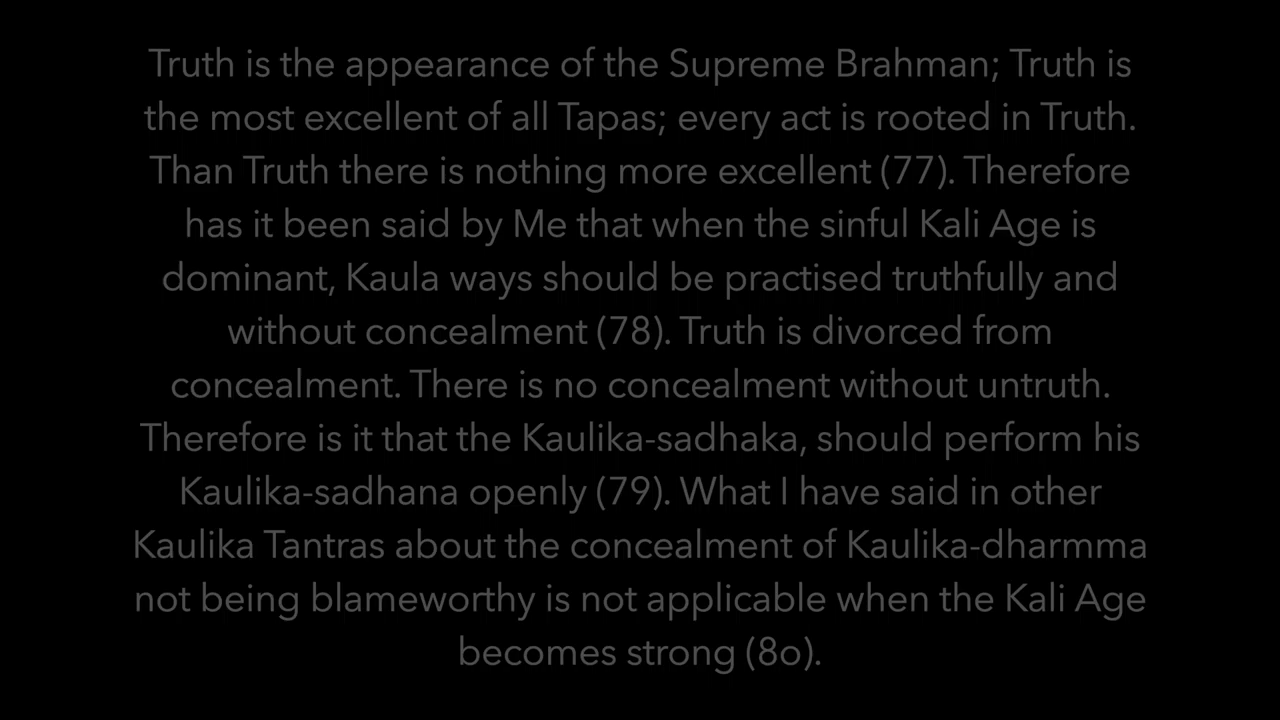 Truth is the appearance of the Supreme Brahman; Truth is
the most excellent of all Tapas; every act is rooted in Truth.
Than Truth there is nothing more excellent (77). Therefore
has it been said by Me that when the sinful Kali Age is
dominant, Kaula ways should be practised truthfully and
without concealment (78). Truth is divorced from
concealment. There is no concealment without untruth.
Therefore is it that the Kaulika-sadhaka, should perform his
Kaulika-sadhana openly (79). What I have said in other
Kaulika Tantras about the concealment of Kaulika-dharmma
not being blameworthy is not applicable when the Kali Age
becomes strong (8o).